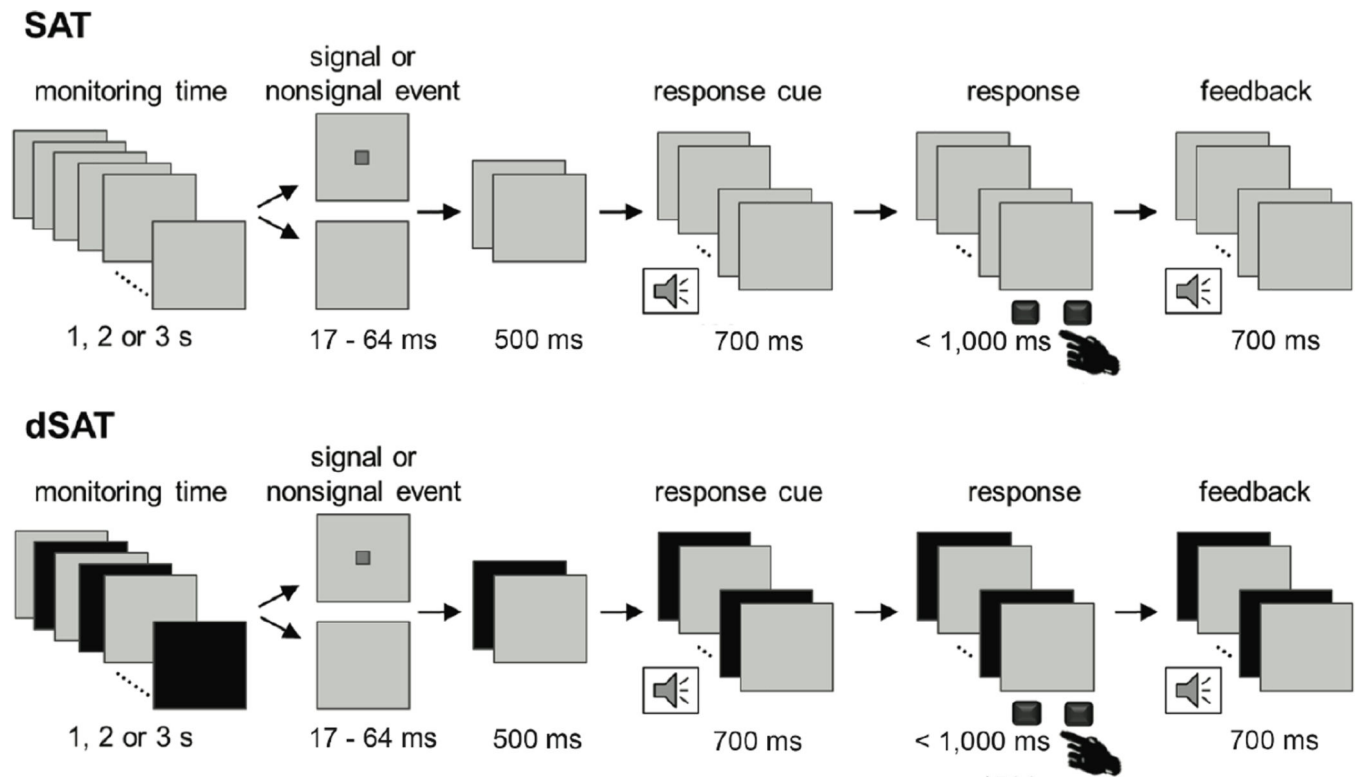 SAT
signal or
monitoring time nonsignal event response cue response feedback
1, 2 or 3 s 17 - 64 ms 500 ms 700 ms < 1,000 ms 700 ms
dSAT
signal or
monitoring time nonsignal event response cue response feedback
1, 2 or 3 s 17 - 64 ms 500 ms 700 ms < 1,000 ms 700 ms